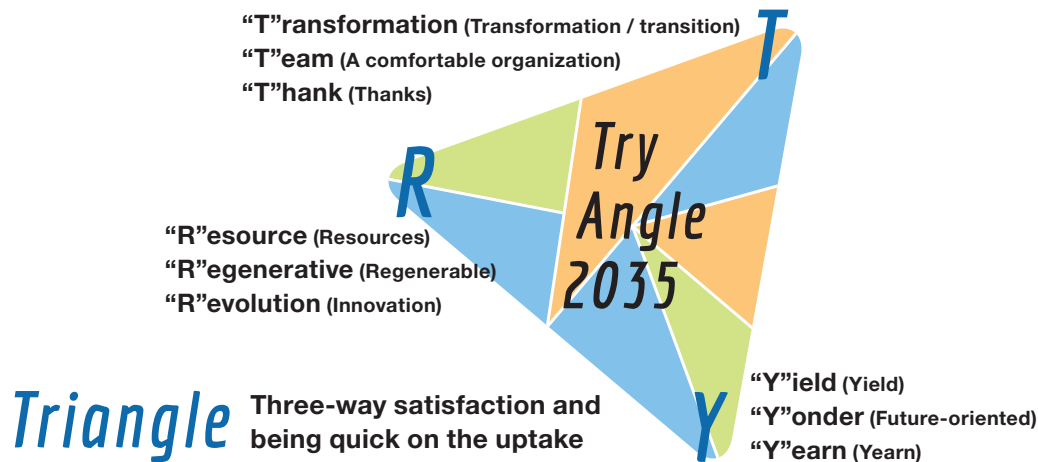 “T”ransformation (Transformation / transition)
“T”eam (A comfortable organization)
“T”hank (Thanks)
T
R
Try
Angle
2035
“R”esource (Resources)
“R”egenerative (Regenerable)
“R”evolution (Innovation)
Y
“Y”ield (Yield)
“Y”onder (Future-oriented)
“Y”earn (Yearn)
Triangle
Three-way satisfaction and
being quick on the uptake